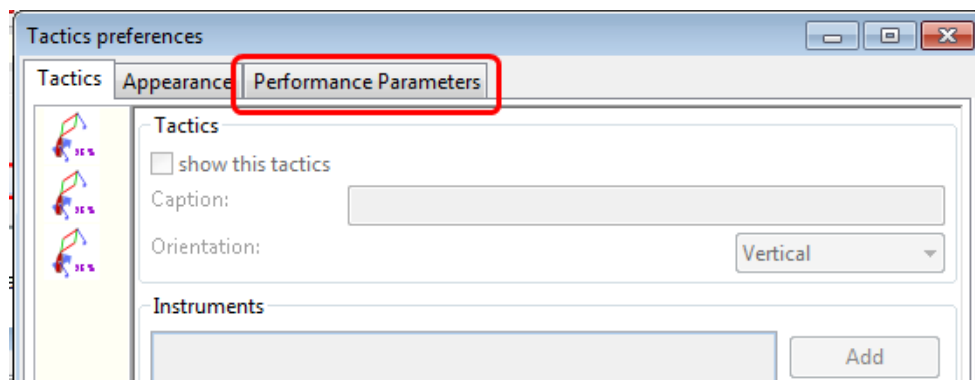 Tactics preferences
Tactics Appearance Performance Parameters
Tactics
show this tactics
Caption:
Orientation:
Vertical
Instruments
Add